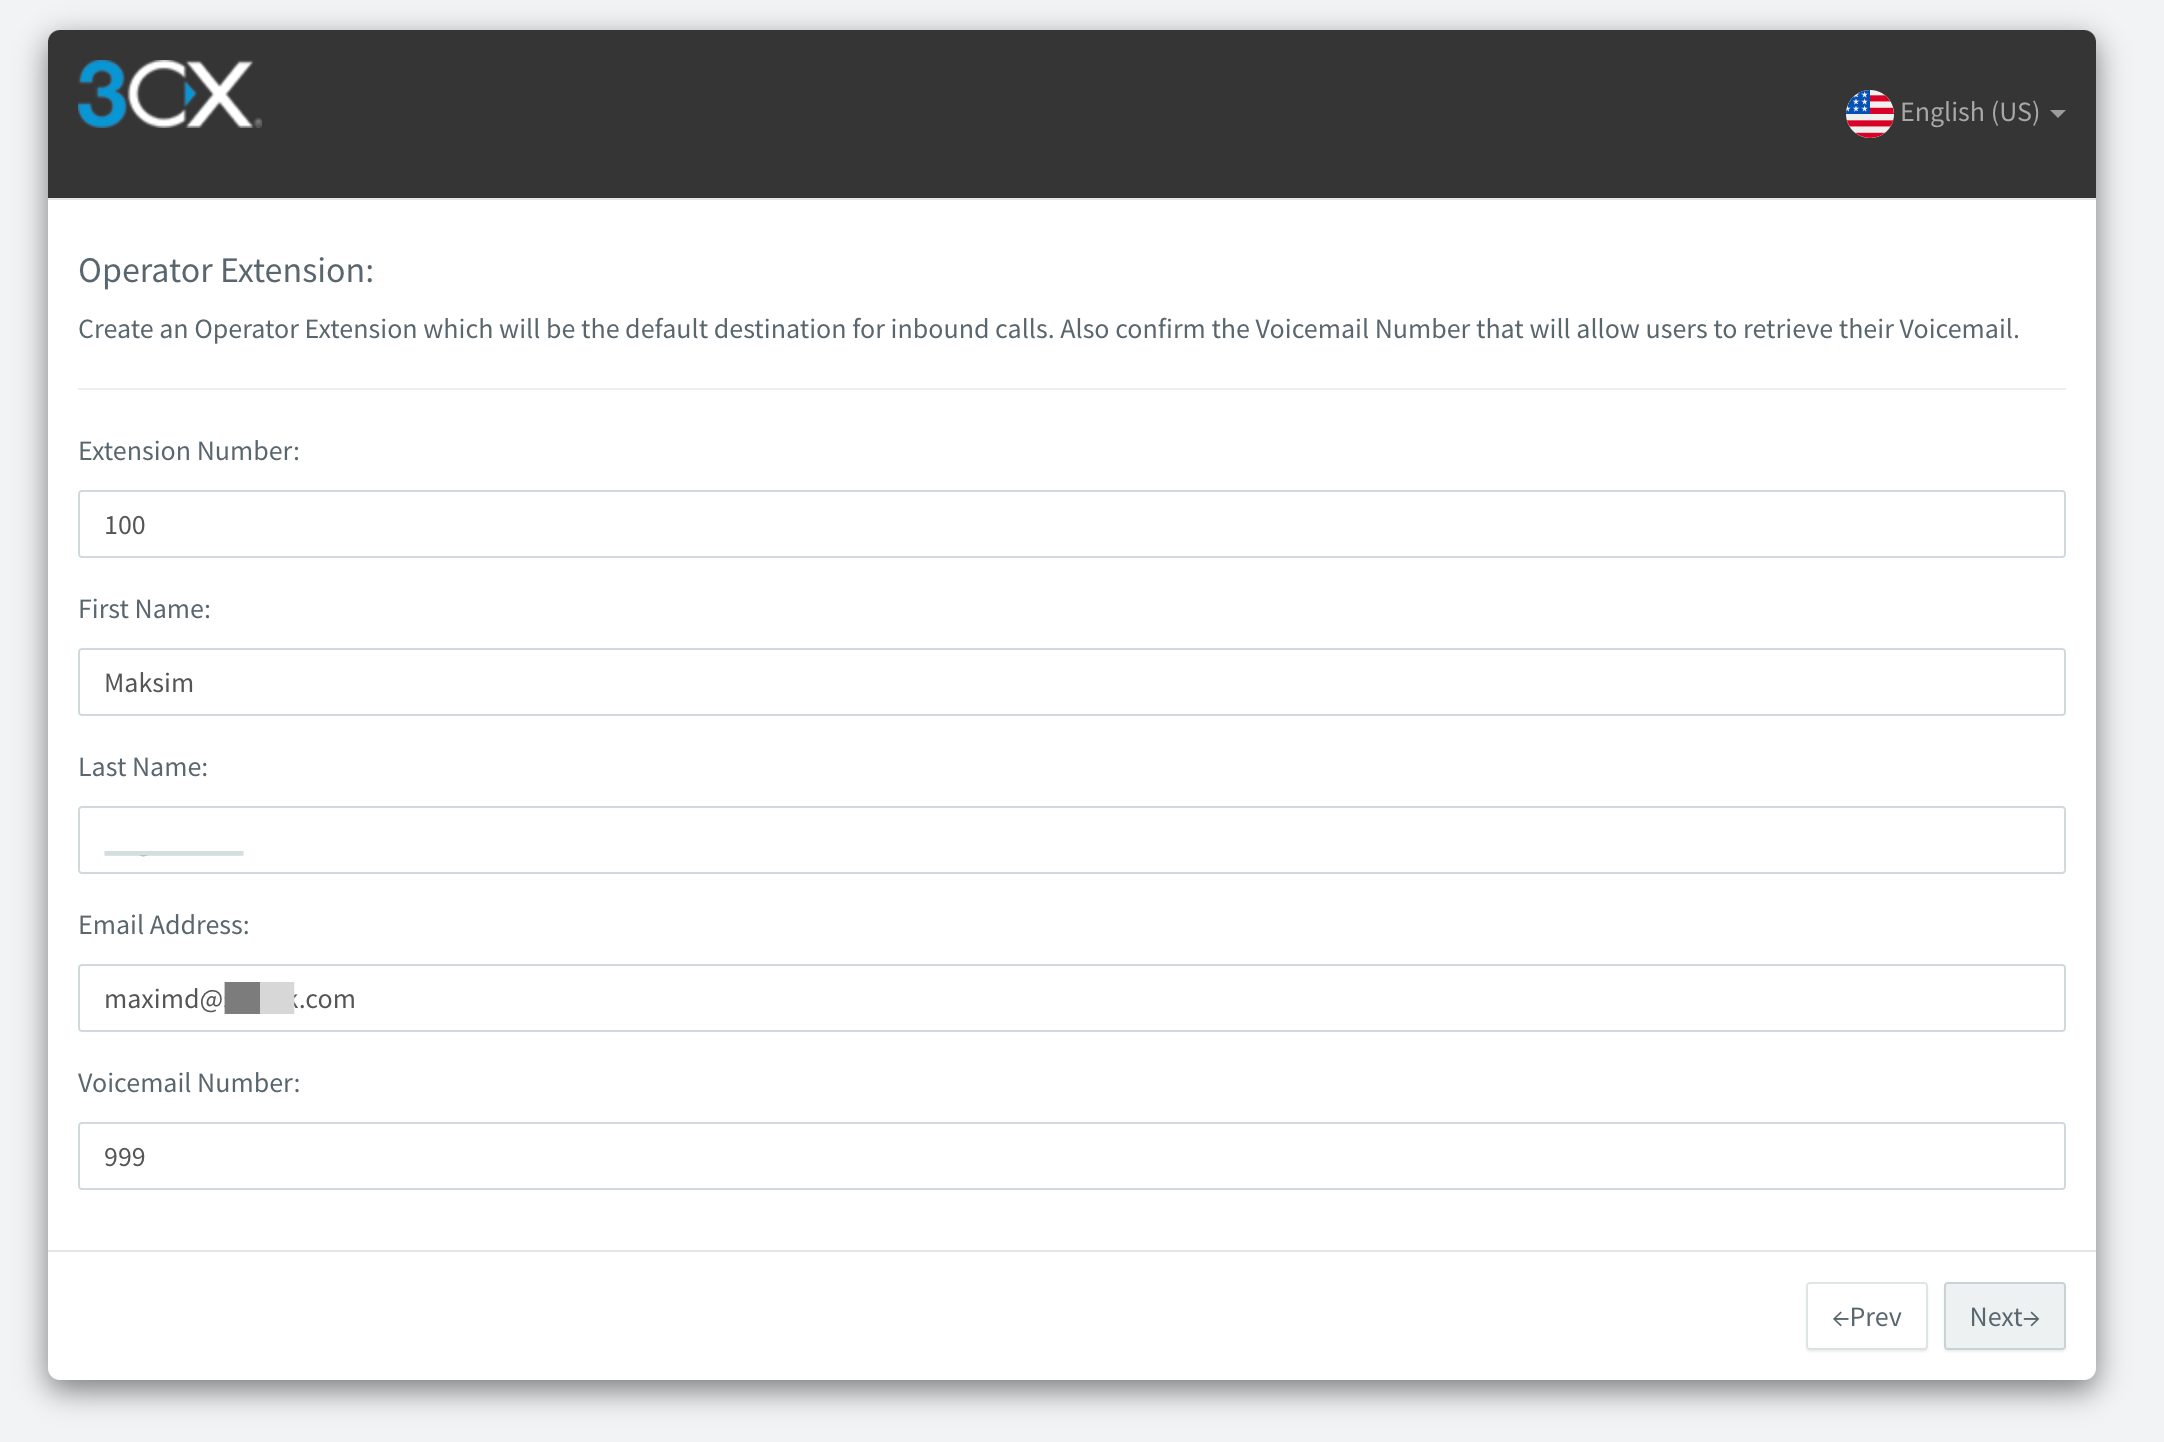 3CX
English (US)
Operator Extension:
Create an Operator Extension which will be the default destination for inbound calls. Also confirm the Voicemail Number that will allow users to retrieve their Voicemail.
Extension Number:
100
First Name:
Maksim
Last Name:
Email Address:
maximd@ .com
Voicemail Number:
999
←Prev
Next→